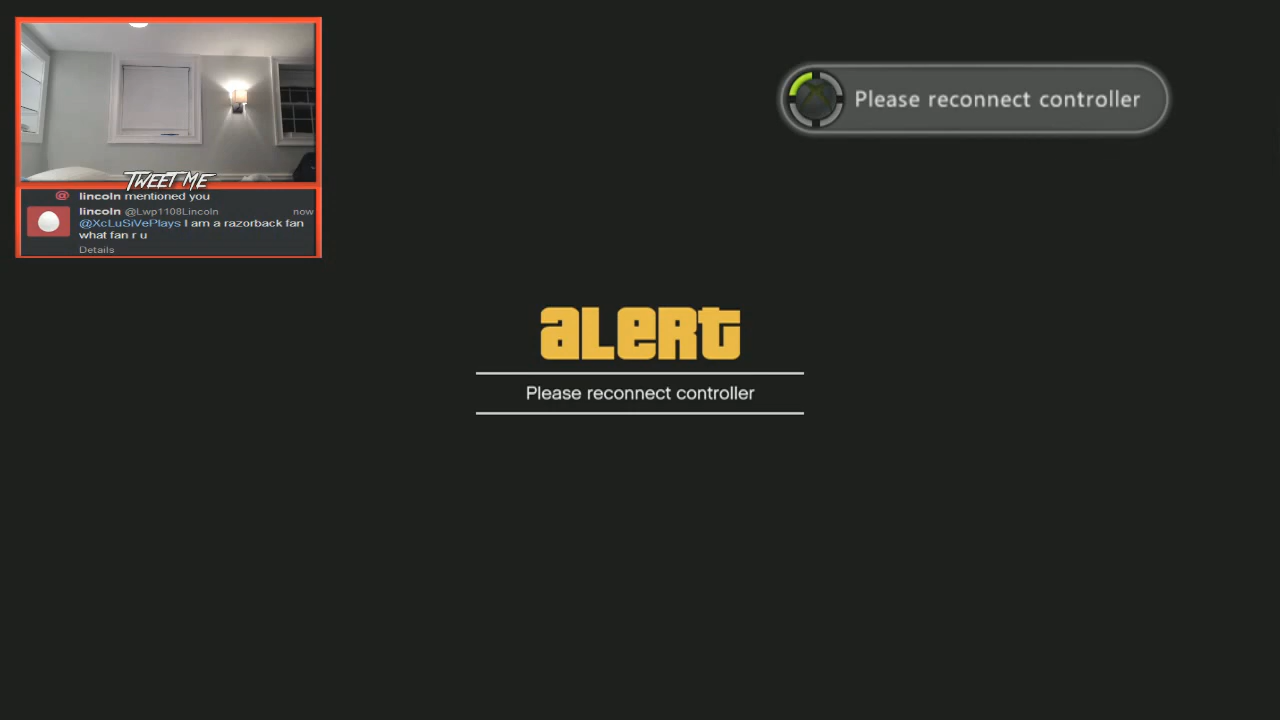 TWEET ME
@ lincoln mentioned you
lincoln @Lwp1108Lincoln now
@XcLuSiVePlays I am a razorback fan
what fan r u
Details
Please reconnect controller
aLeRt
Please reconnect controller